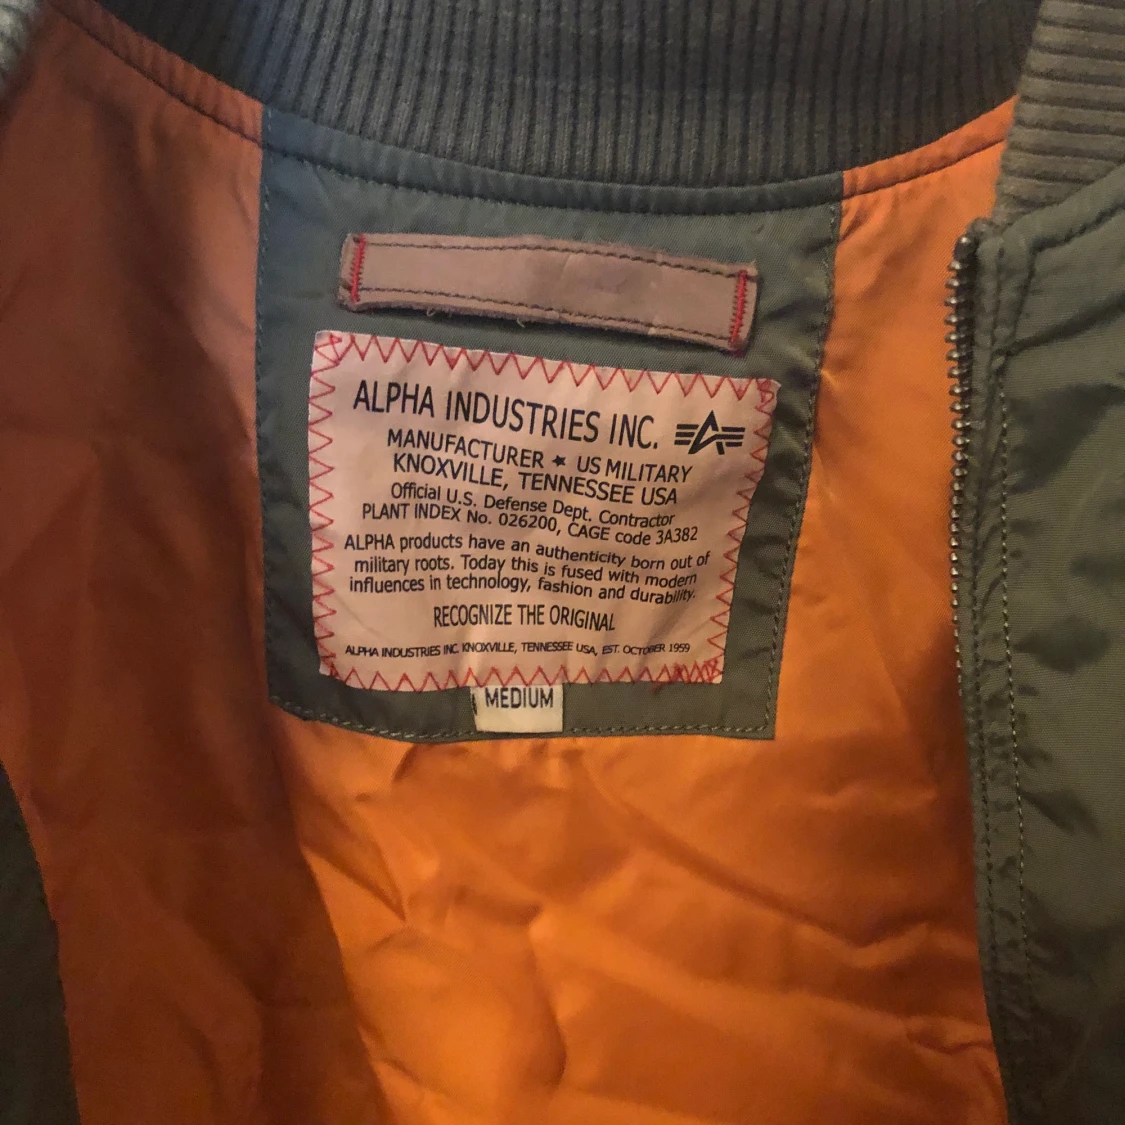 ALPHA INDUSTRIES INC.
MANUFACTURER ★ US MILITARY
KNOXVILLE, TENNESSEE USA
Official U.S. Defense Dept. Contractor
PLANT INDEX No. 026200, CAGE code 3A382
ALPHA products have an authenticity born out of
military roots. Today this is fused with modern
influences in technology, fashion and durability.
RECOGNIZE THE ORIGINAL
ALPHA INDUSTRIES INC. KNOXVILLE, TENNESSEE USA, EST. OCTOBER 1959
MEDIUM